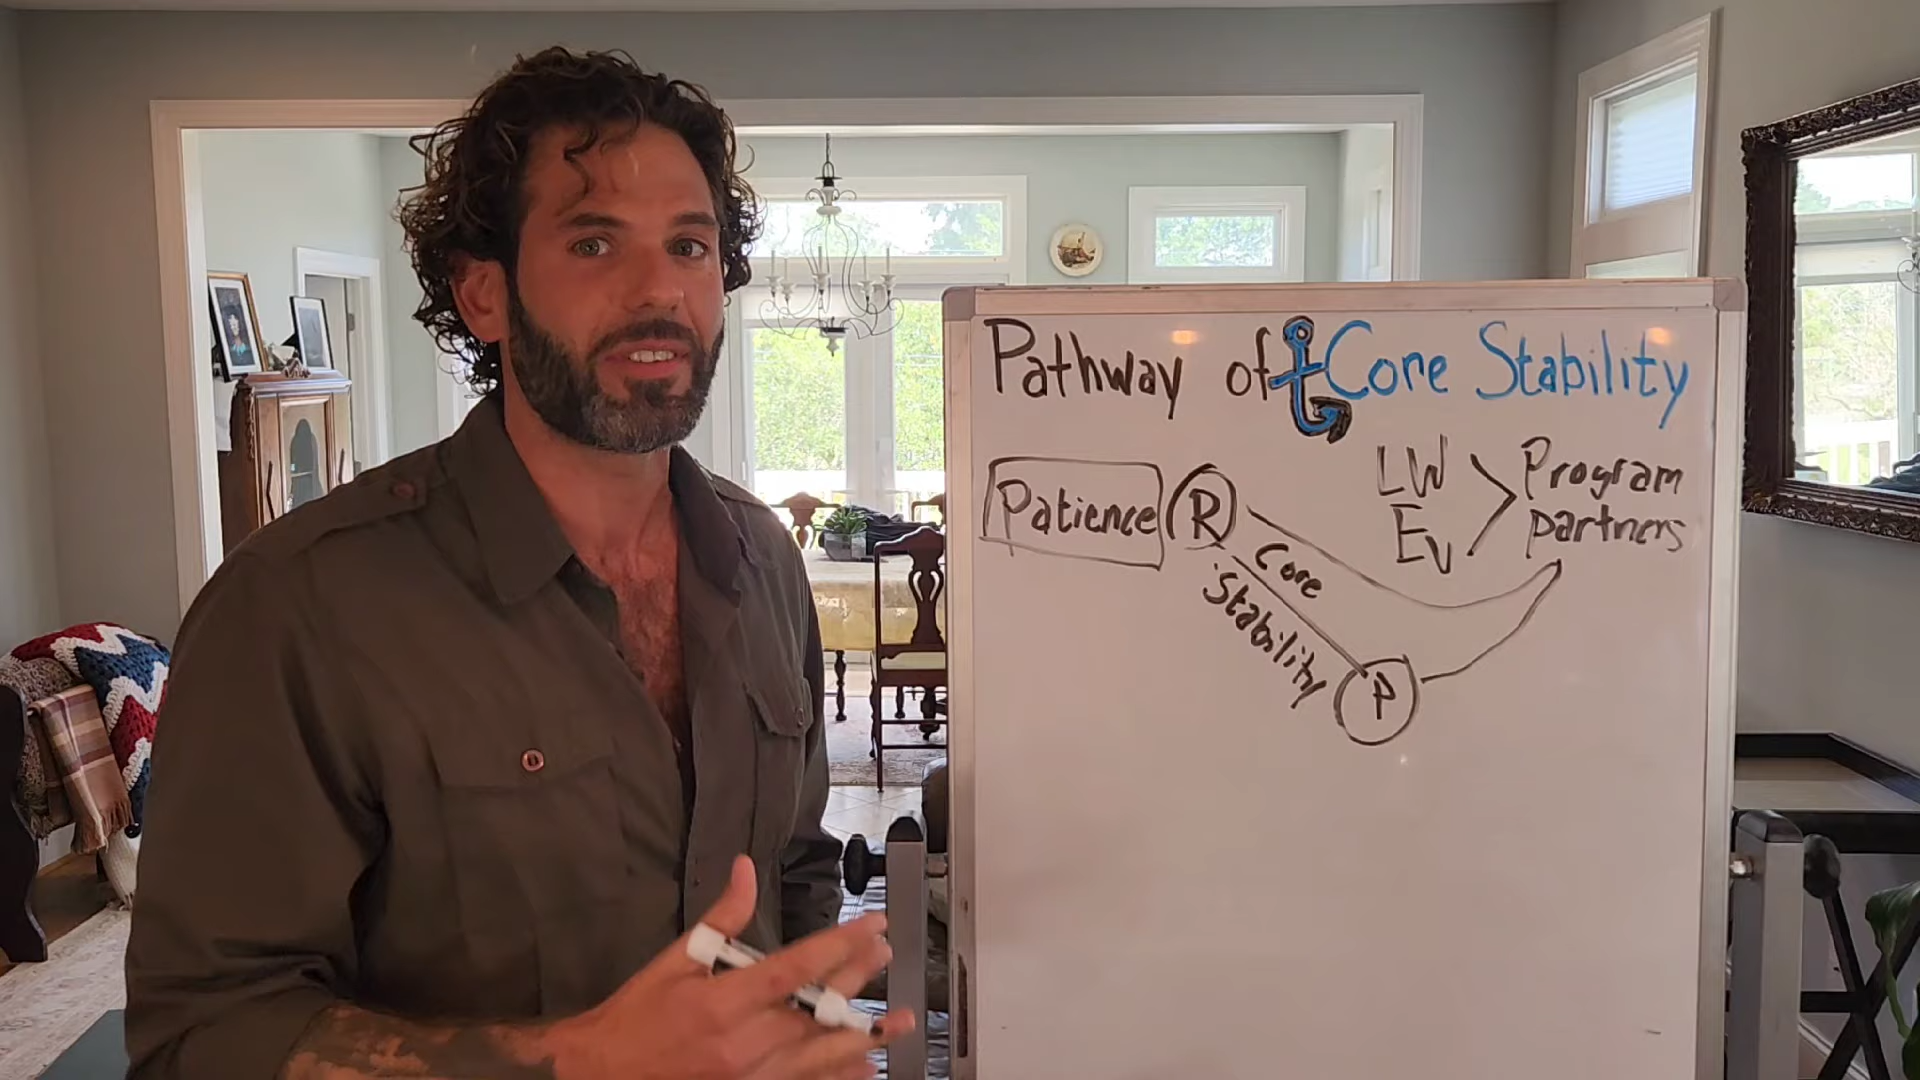 Pathway of Core Stability
LW
Program
Patience R
Ev
partners
Core
Stability
P